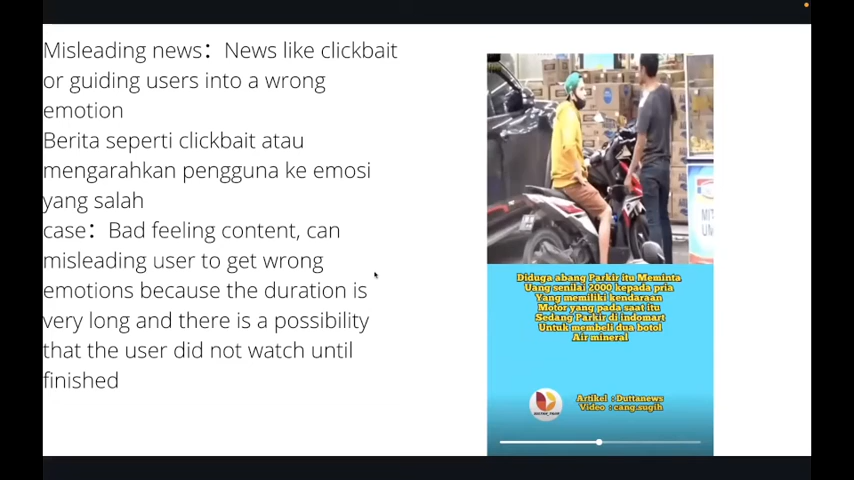 Misleading news：News like clickbait
or guiding users into a wrong
emotion
Berita seperti clickbait atau
mengarahkan pengguna ke emosi
yang salah
case：Bad feeling content, can
misleading user to get wrong
emotions because the duration is
very long and there is a possibility
that the user did not watch until
finished
Diduga abang Parkir itu Meminta
Uang senilai 2000 kepada pria
Yang memiliki kendaraan
Motor yang pada saat itu
Sedang Parkir di indomart
Untuk membeli dua botol
Air mineral
Artikel : Duttanews
Video : cang.sugih